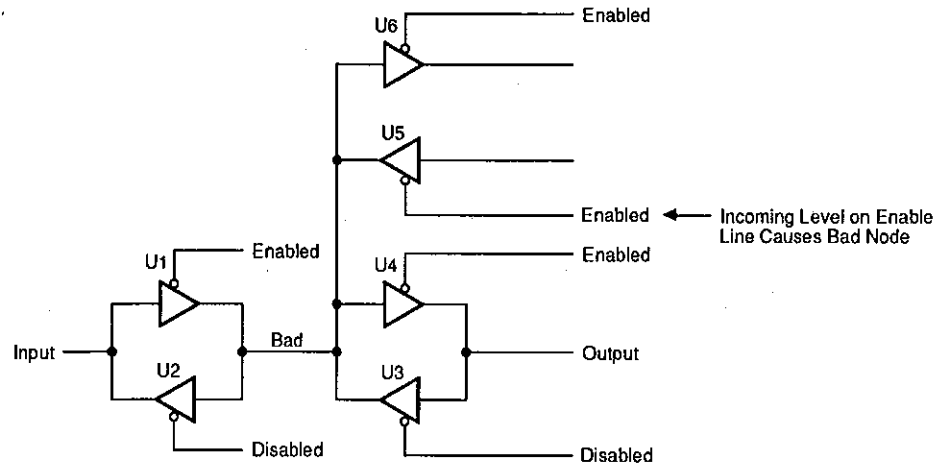 U6
Enabled
U5
Enabled
Incoming Level on Enable
Line Causes Bad Node
Enabled
U1
U4
Enabled
Input
Bad
Output
U2
U3
Disabled
Disabled